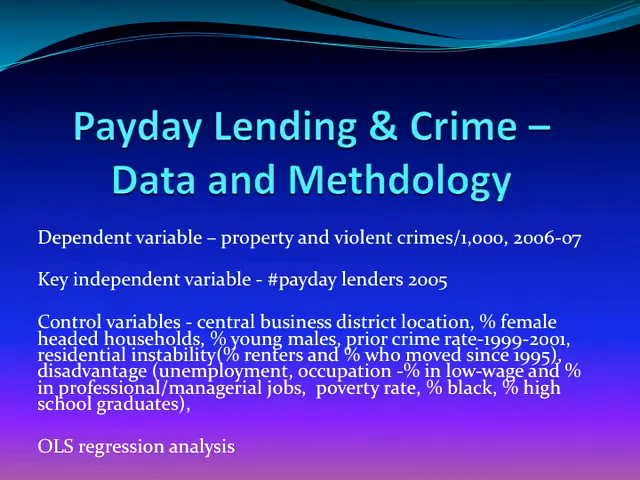 Payday Lending & Crime –
Data and Methdology
Dependent variable – property and violent crimes/1,000, 2006-07
Key independent variable - #payday lenders 2005
Control variables - central business district location, % female
headed households, % young males, prior crime rate-1999-2001,
residential instability(% renters and % who moved since 1995),
disadvantage (unemployment, occupation -% in low-wage and %
in professional/managerial jobs,  poverty rate, % black, % high
school graduates),
OLS regression analysis